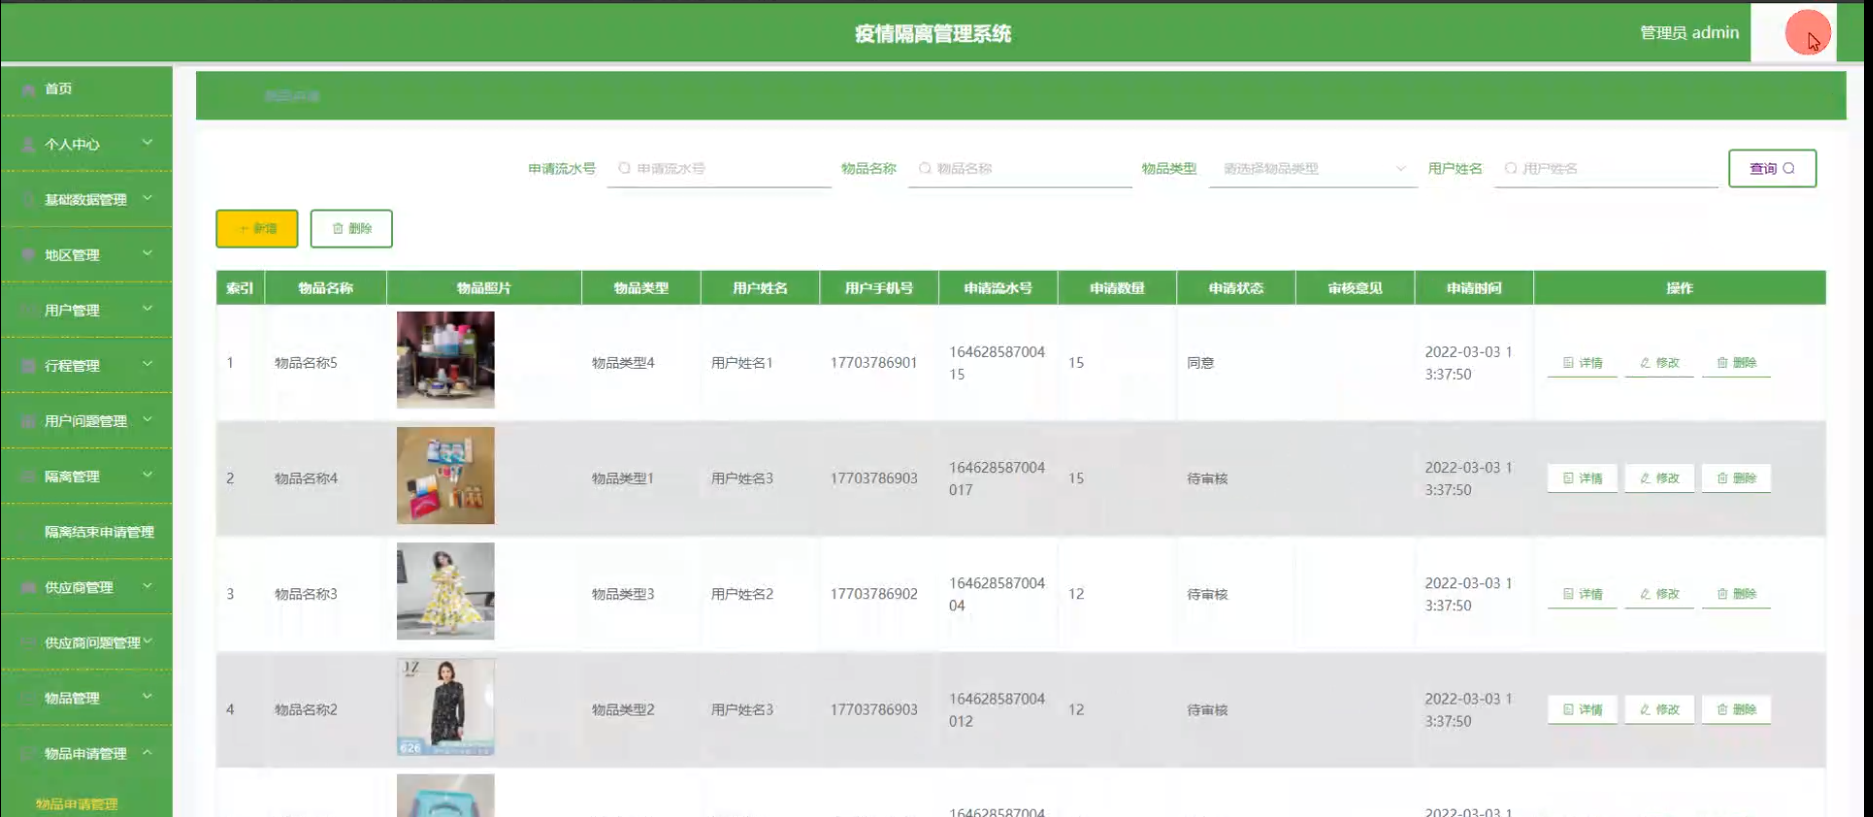 疫情隔离管理系统
管理员 admin
首页
个人中心
基础数据管理
地区管理
用户管理
行程管理
用户问题管理
隔离管理
隔离结束申请管理
供应商管理
供应商问题管理
物品管理
物品申请管理
物品申请管理
申请流水号 申请流水号 物品名称 物品名称 物品类型 请选择物品类型 用户姓名 用户姓名 查询
+ 新增 删除
索引 物品名称 物品照片 物品类型 用户姓名 用户手机号 申请流水号 申请数量 申请状态 审核意见 申请时间 操作
1 物品名称5 物品类型4 用户姓名1 17703786901 164628587004 15 同意 2022-03-03 1 详情 修改 删除
15 3:37:50
2 物品名称4 物品类型1 用户姓名3 17703786903 164628587004 15 待审核 2022-03-03 1 详情 修改 删除
017 3:37:50
3 物品名称3 物品类型3 用户姓名2 17703786902 164628587004 12 待审核 2022-03-03 1 详情 修改 删除
04 3:37:50
JZ
626
4 物品名称2 物品类型2 用户姓名3 17703786903 164628587004 12 待审核 2022-03-03 1 详情 修改 删除
012 3:37:50
164628587004 2022-03-03 1